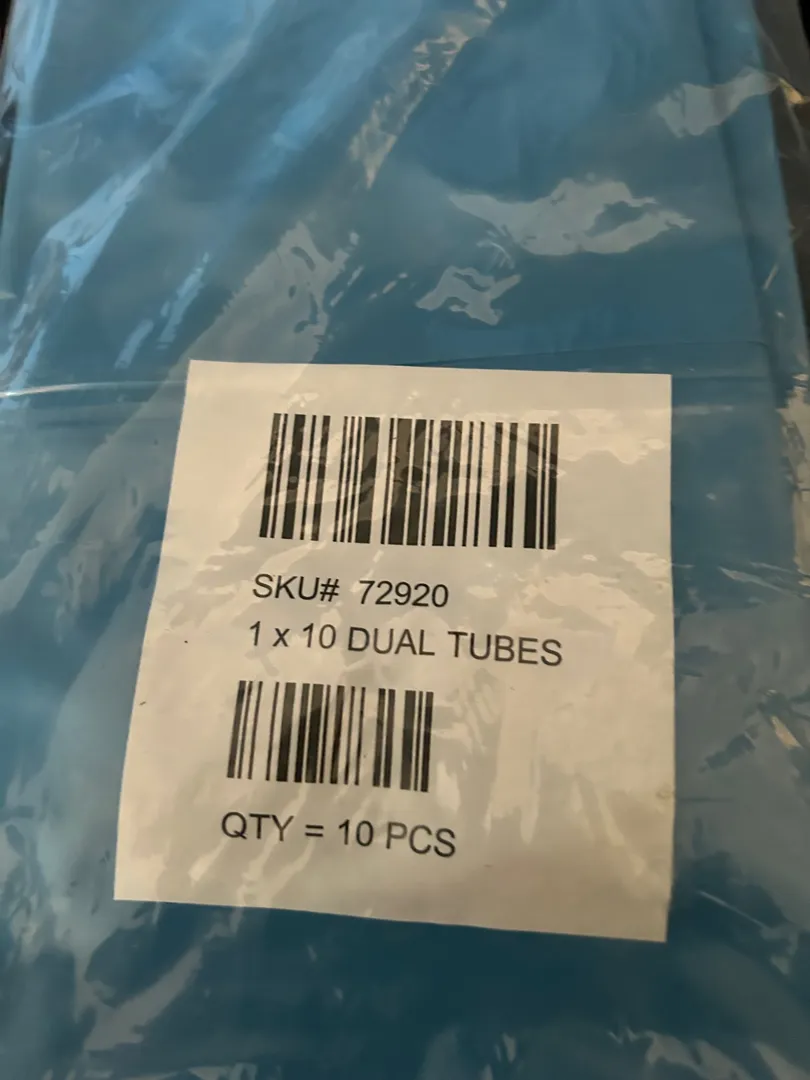 SKU# 72920
1 x 10 DUAL TUBES
QTY = 10 PCS